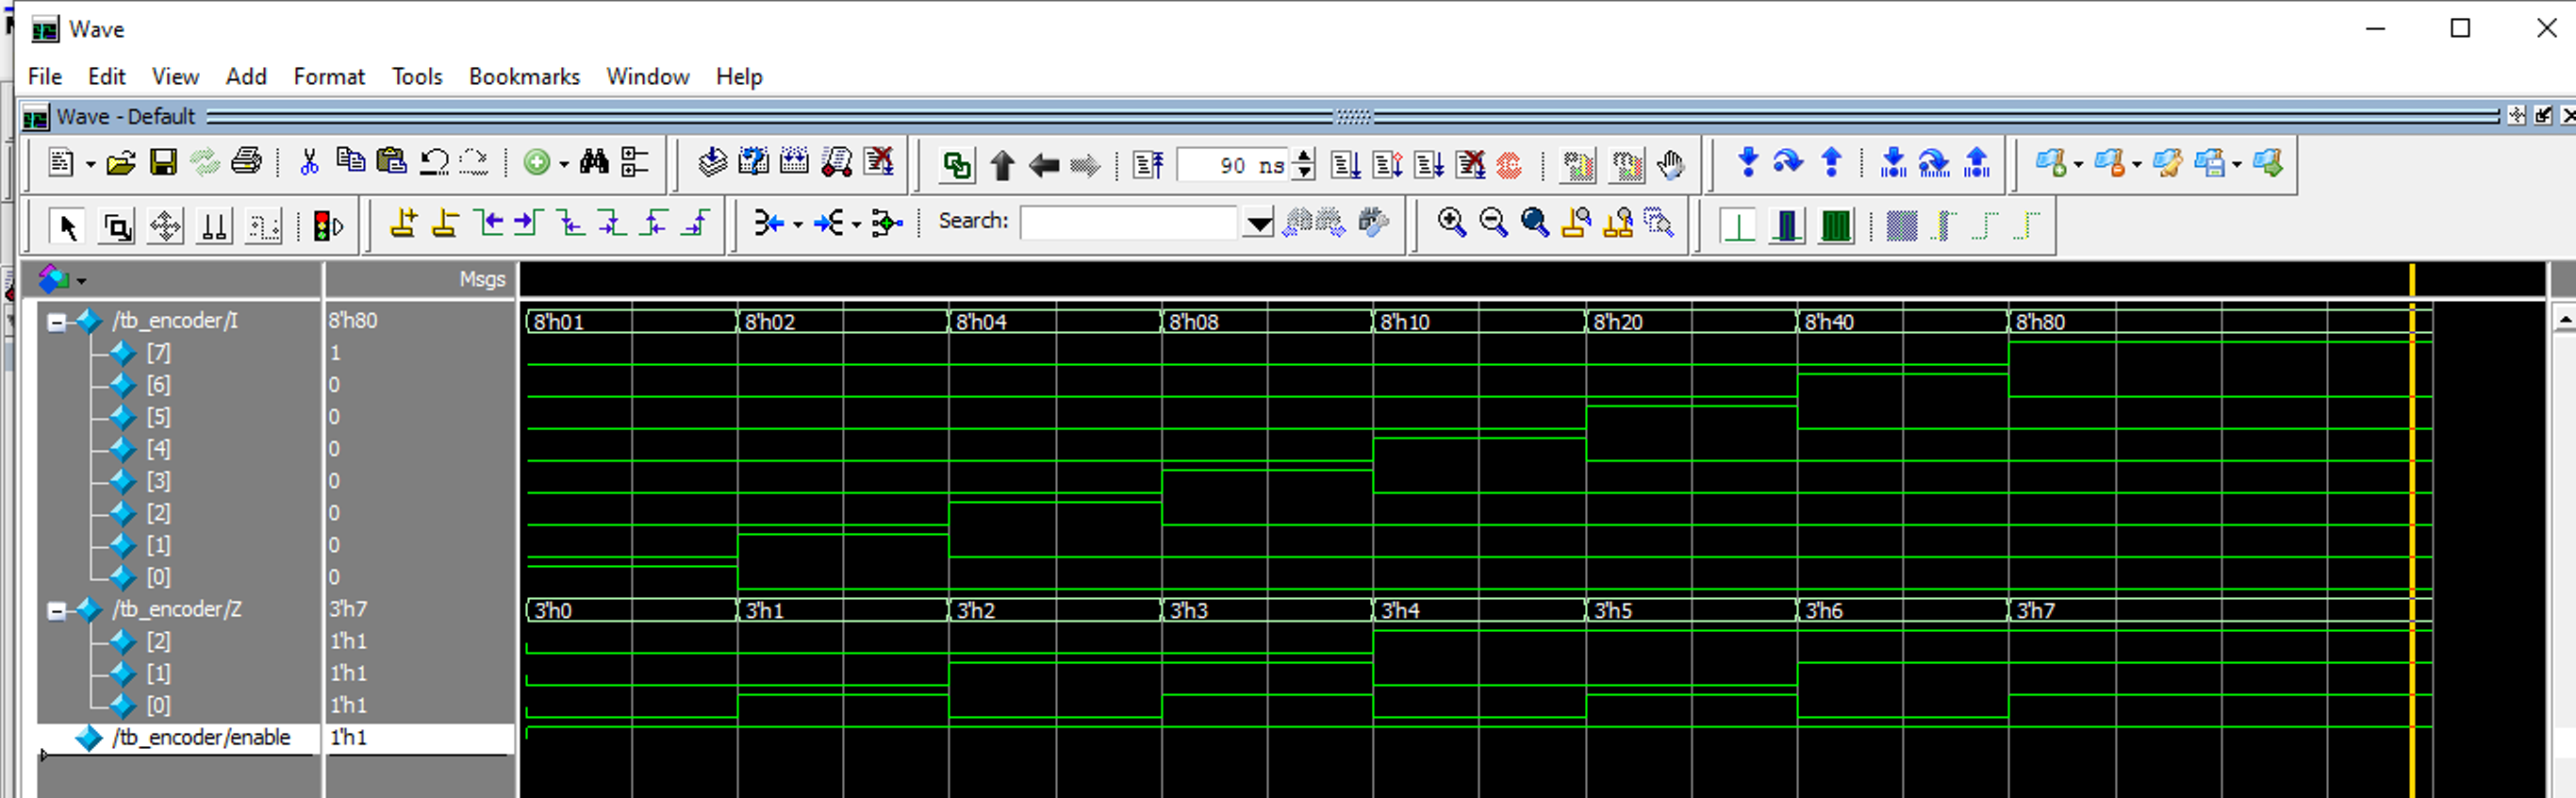 Wave
File Edit View Add Format Tools Bookmarks Window Help
Wave - Default
90 ns
Search:
Msgs
/tb_encoder/I 8'h80 8'h01 8'h02 8'h04 8'h08 8'h10 8'h20 8'h40 8'h80
[7] 1
[6] 0
[5] 0
[4] 0
[3] 0
[2] 0
[1] 0
[0] 0
/tb_encoder/Z 3'h7 3'h0 3'h1 3'h2 3'h3 3'h4 3'h5 3'h6 3'h7
[2] 1'h1
[1] 1'h1
[0] 1'h1
/tb_encoder/enable 1'h1